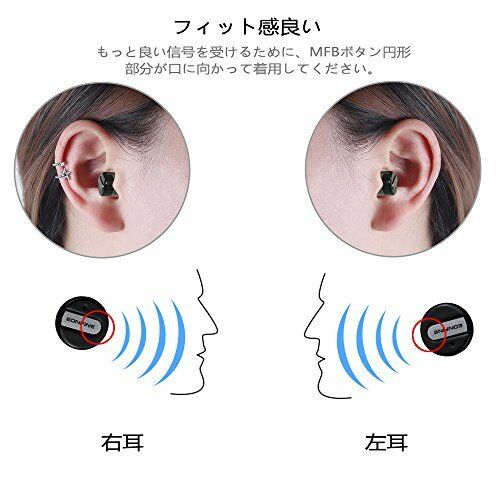 フィット感良い
もっと良い信号を受けるために、MFBボタン円形
部分が口に向かって着用してください。
EONFINE
EONFINE
右耳
左耳